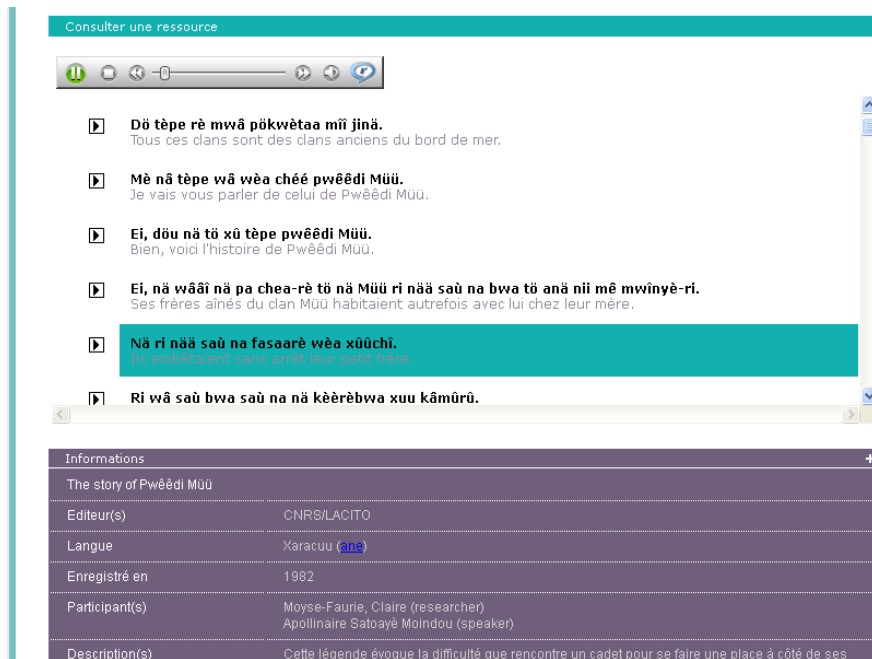 Consulter une ressource
Dö tèpe rè mwâ pökwètaa mîî jinä.
Tous ces clans sont des clans anciens du bord de mer.
Mè nâ tèpe wâ wèa chéé pwêêdi Müü.
Je vais vous parler de celui de Pwêêdi Müü.
Ei, döu nä tö xû tèpe pwêêdi Müü.
Bien, voici l'histoire de Pwêêdi Müü.
Ei, nä wââî nä pa chea-rè tö nä Müü ri nää saù na bwa tö anä nii mê mwînyè-ri.
Ses frères aînés du clan Müü habitaient autrefois avec lui chez leur mère.
Nä ri nää saù na fasaarè wèa xûûchî.
Ils embêtaient sans arrêt leur petit frère.
Ri wâ saù bwa saù na nä kèèrèbwa xuu kâmûrû.
Informations
The story of Pwêêdi Müü
Editeur(s) CNRS/LACITO
Langue Xaracuu (ane)
Enregistré en 1982
Participant(s) Moyse-Faurie, Claire (researcher)
Apollinaire Satoayè Moindou (speaker)
Description(s) Cette légende évoque la difficulté que rencontre un cadet pour se faire une place à côté de ses